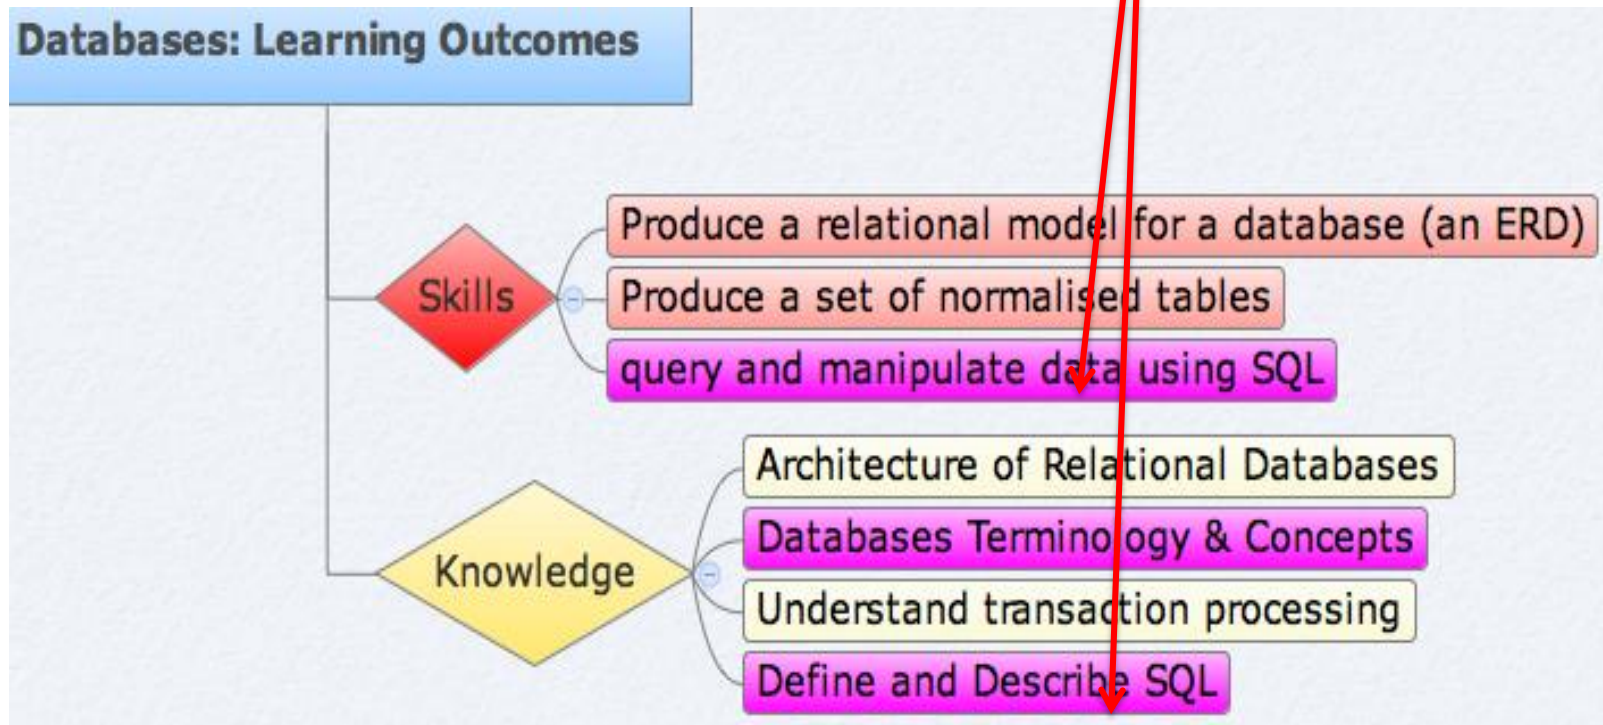 Databases: Learning Outcomes
Skills
Produce a relational model for a database (an ERD)
Produce a set of normalised tables
query and manipulate data using SQL
Knowledge
Architecture of Relational Databases
Databases Terminology & Concepts
Understand transaction processing
Define and Describe SQL